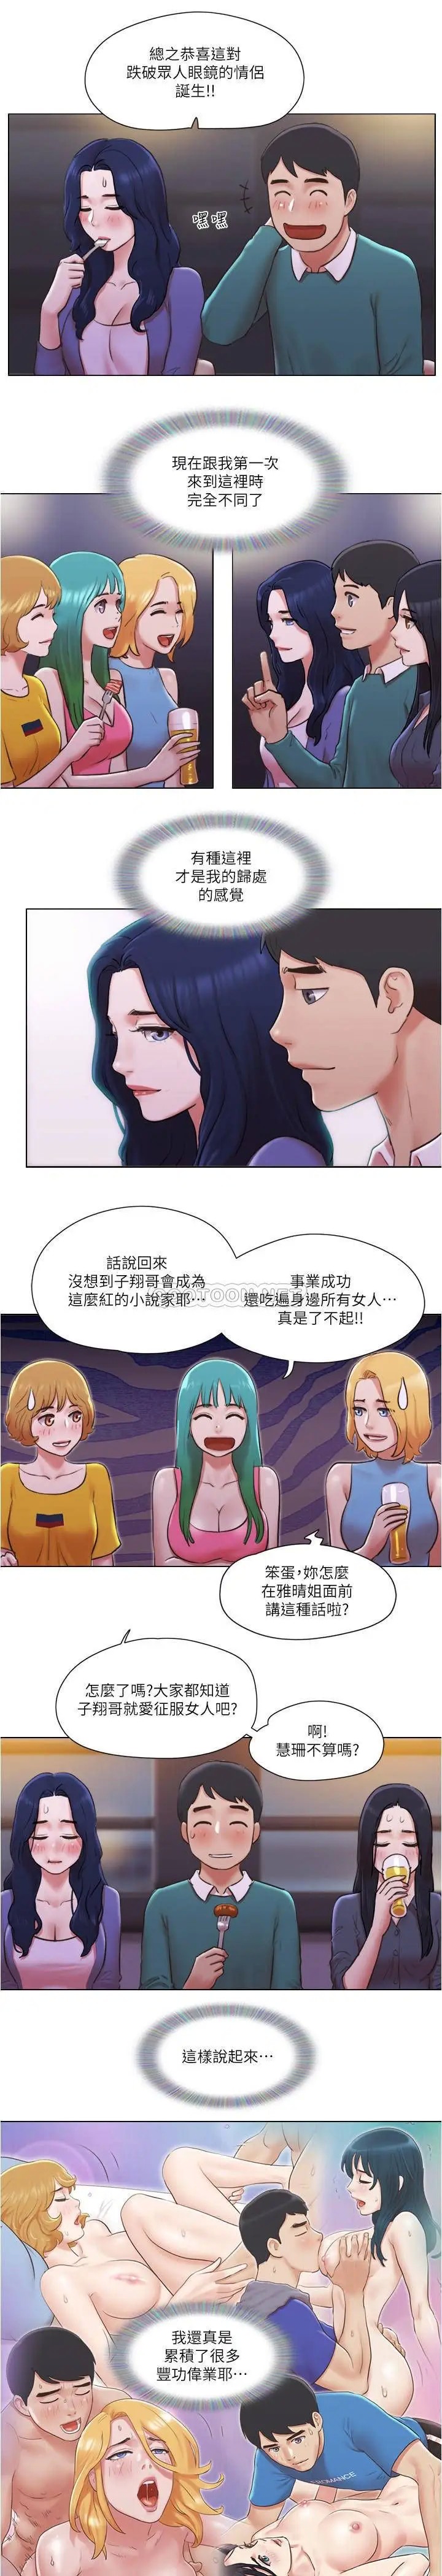 總之恭喜這對
跌破眾人眼鏡的情侶
誕生!!
嘿嘿
現在跟我第一次
來到這裡時
完全不同了
有種這裡
才是我的歸處
的感覺
話說回來
沒想到子翔哥會成為
這麼紅的小說家耶…
事業成功
還吃遍身邊所有女人…
真是了不起!!
笨蛋,妳怎麼
在雅晴姐面前
講這種話啦?
怎麼了嗎?大家都知道
子翔哥就愛征服女人吧?
啊!
慧珊不算嗎?
這樣說起來…
我還真是
累積了很多
豐功偉業耶…
ROMANCE